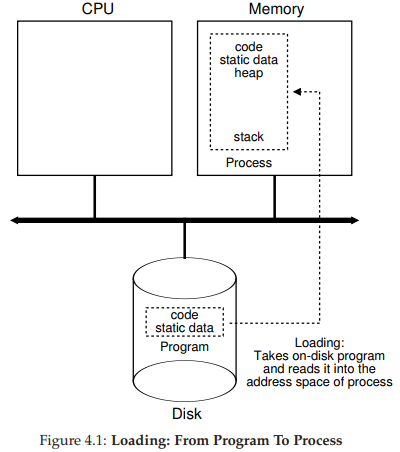 CPU
Memory
code
static data
heap
stack
Process
code
static data
Program
Loading:
Takes on-disk program
and reads it into the
address space of process
Disk
Figure 4.1: Loading: From Program To Process